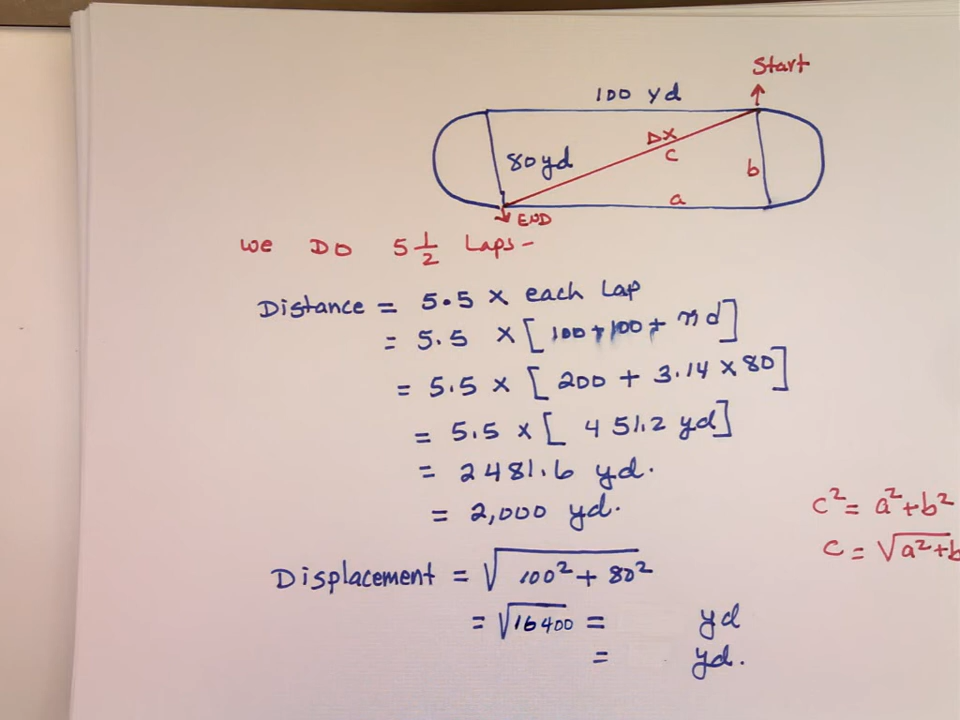 Start
100 yd
Δx
80 yd
c
b
a
END
We DO 5 1/2 Laps-
Distance = 5.5 × each Lap
= 5.5 × [100+100+ πd]
= 5.5 × [200 + 3.14 × 80]
= 5.5 × [451.2 yd]
= 2481.6 yd.
= 2,000 yd.
c² = a²+b²
c = √a²+b
Displacement = √100² + 80²
= √16400 = yd
= yd.